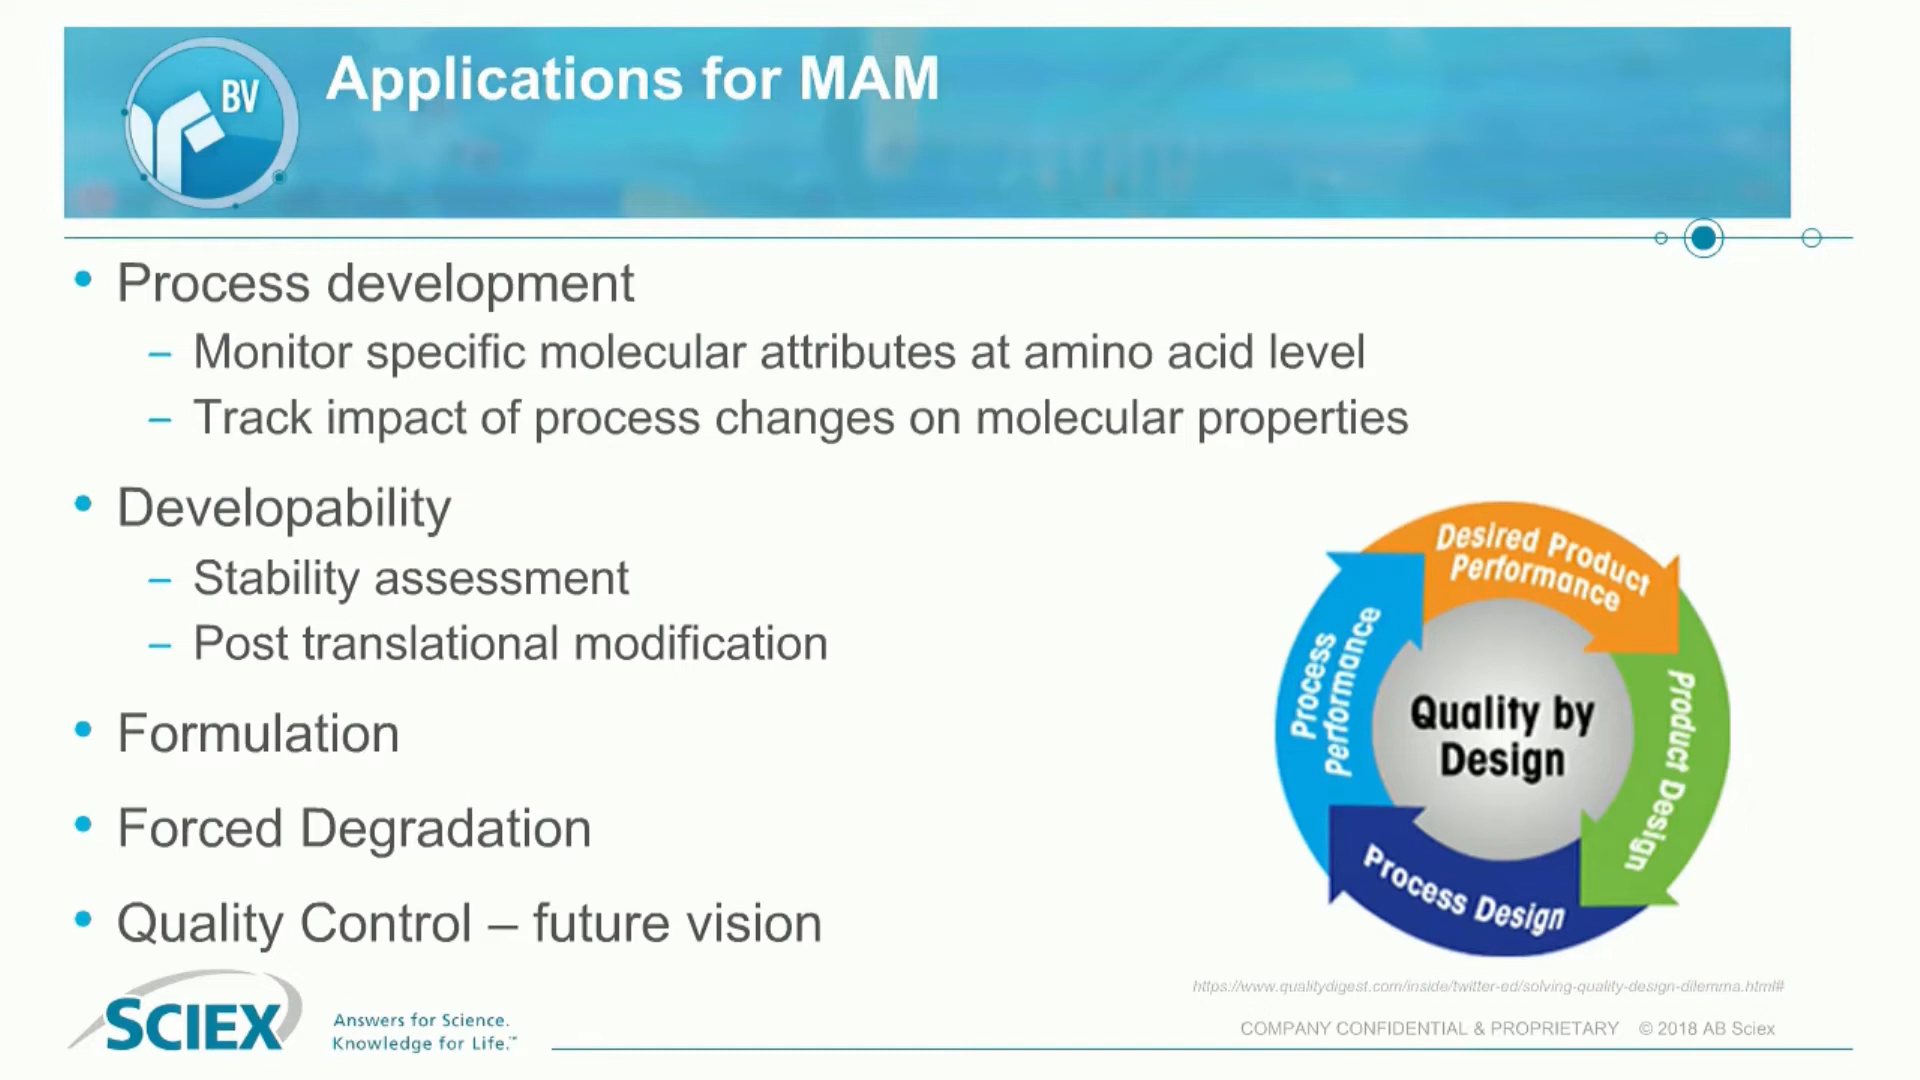 BV
Applications for MAM
• Process development
– Monitor specific molecular attributes at amino acid level
– Track impact of process changes on molecular properties
• Developability
– Stability assessment
– Post translational modification
• Formulation
• Forced Degradation
• Quality Control – future vision
Desired Product
Performance
Product Design
Process Design
Process
Performance
Quality by
Design
https://www.qualitydigest.com/inside/twitter-ed/solving-quality-design-dilemma.html#
SCIEX
Answers for Science.
Knowledge for Life.™
COMPANY CONFIDENTIAL & PROPRIETARY © 2018 AB Sciex